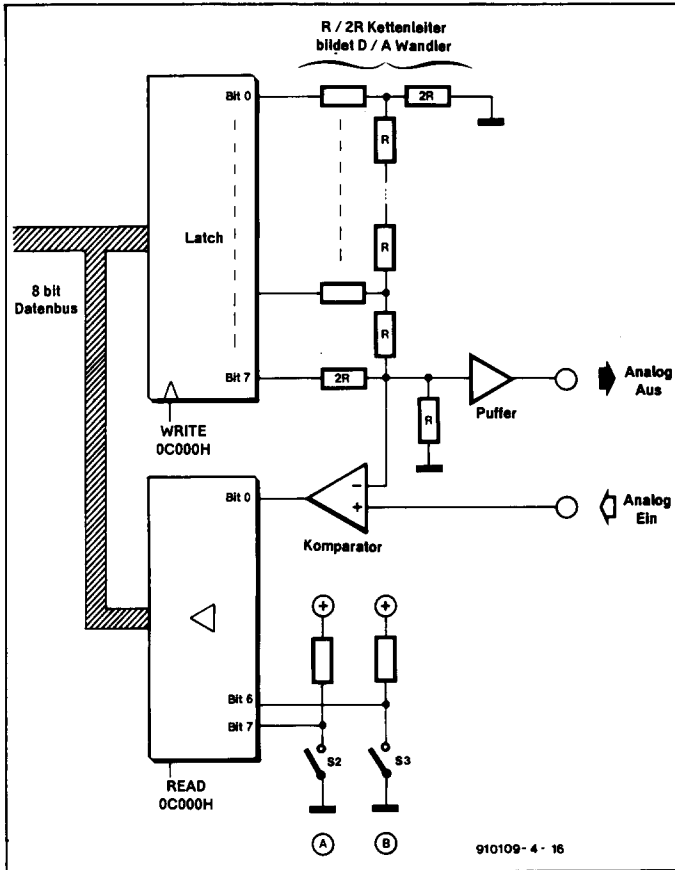 R / 2R Kettenleiter
bildet D / A Wandler
Bit 0
2R
R
Latch
R
8 bit
Datenbus
R
Bit 7
2R
Puffer
Analog
Aus
R
WRITE
0C000H
Bit 0
−
+
Komparator
Analog
Ein
+
+
Bit 6
Bit 7
S2
S3
READ
0C000H
A
B
910109 - 4 - 16